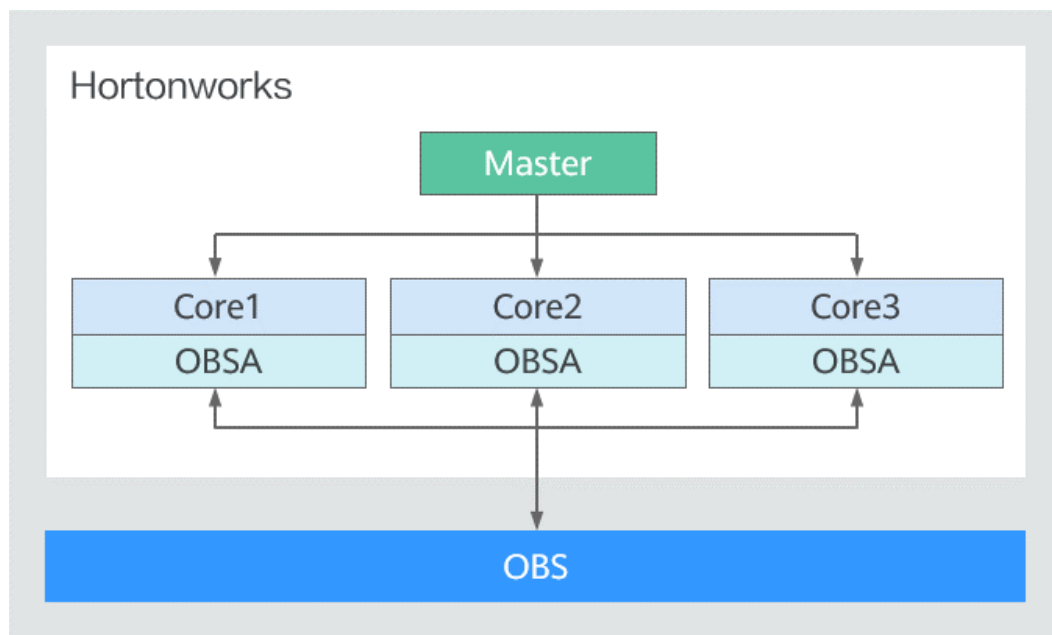 Hortonworks
Master
Core1
Core2
Core3
OBSA
OBSA
OBSA
OBS